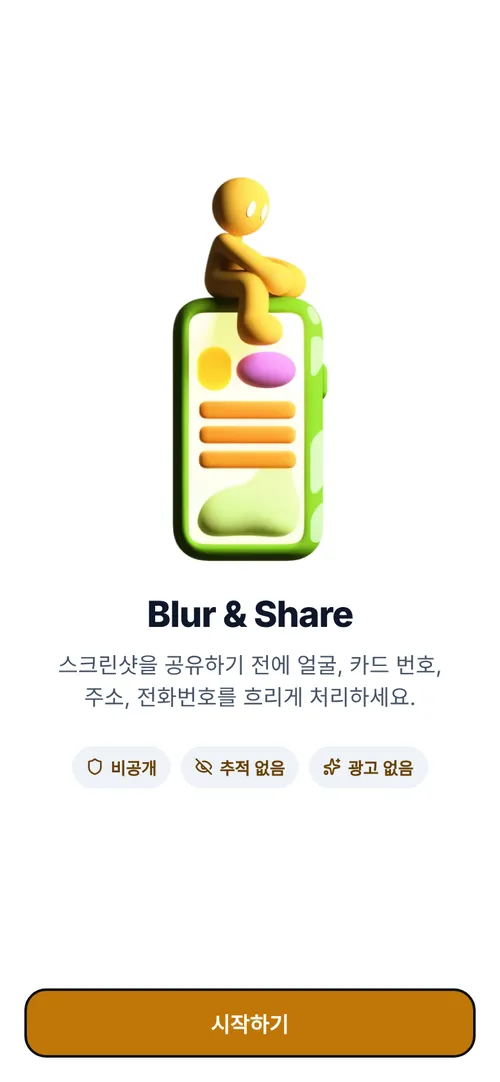 Blur & Share
스크린샷을 공유하기 전에 얼굴, 카드 번호,
주소, 전화번호를 흐리게 처리하세요.
비공개
추적 없음
광고 없음
시작하기